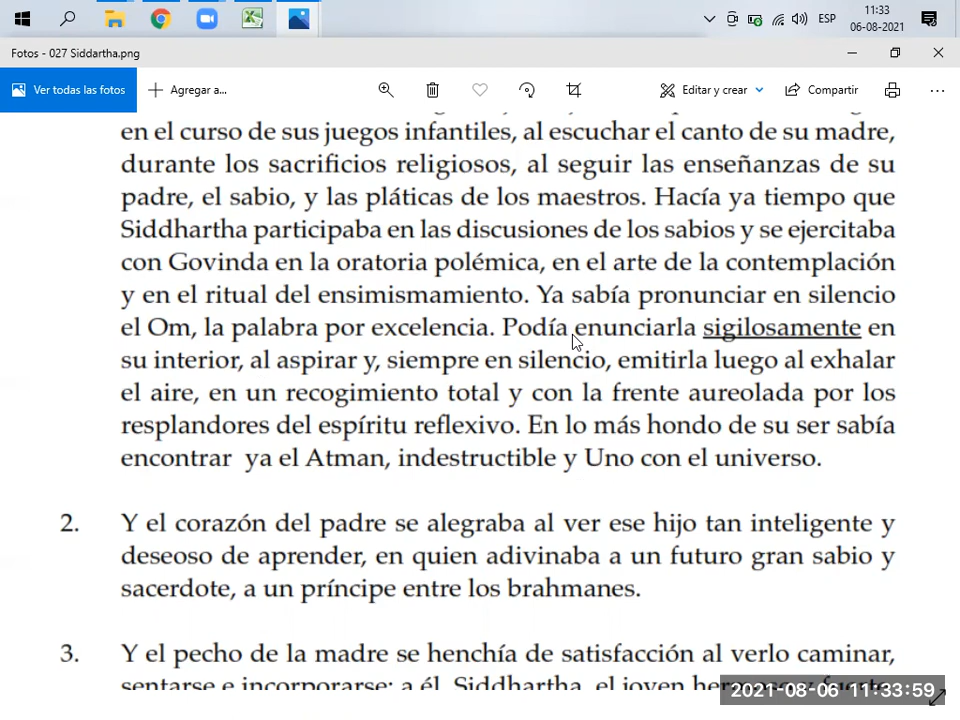 11:33
ESP
06-08-2021
Fotos - 027 Siddartha.png
Ver todas las fotos
Agregar a...
Editar y crear
Compartir
en el curso de sus juegos infantiles, al escuchar el canto de su madre,
durante los sacrificios religiosos, al seguir las enseñanzas de su
padre, el sabio, y las pláticas de los maestros. Hacía ya tiempo que
Siddhartha participaba en las discusiones de los sabios y se ejercitaba
con Govinda en la oratoria polémica, en el arte de la contemplación
y en el ritual del ensimismamiento. Ya sabía pronunciar en silencio
el Om, la palabra por excelencia. Podía enunciarla sigilosamente en
su interior, al aspirar y, siempre en silencio, emitirla luego al exhalar
el aire, en un recogimiento total y con la frente aureolada por los
resplandores del espíritu reflexivo. En lo más hondo de su ser sabía
encontrar ya el Atman, indestructible y Uno con el universo.
2. Y el corazón del padre se alegraba al ver ese hijo tan inteligente y
deseoso de aprender, en quien adivinaba a un futuro gran sabio y
sacerdote, a un príncipe entre los brahmanes.
3. Y el pecho de la madre se henchía de satisfacción al verlo caminar,
sentarse e incorporarse; a él, Siddhartha, el joven hermoso y fuerte
2021-08-06 11:33:59